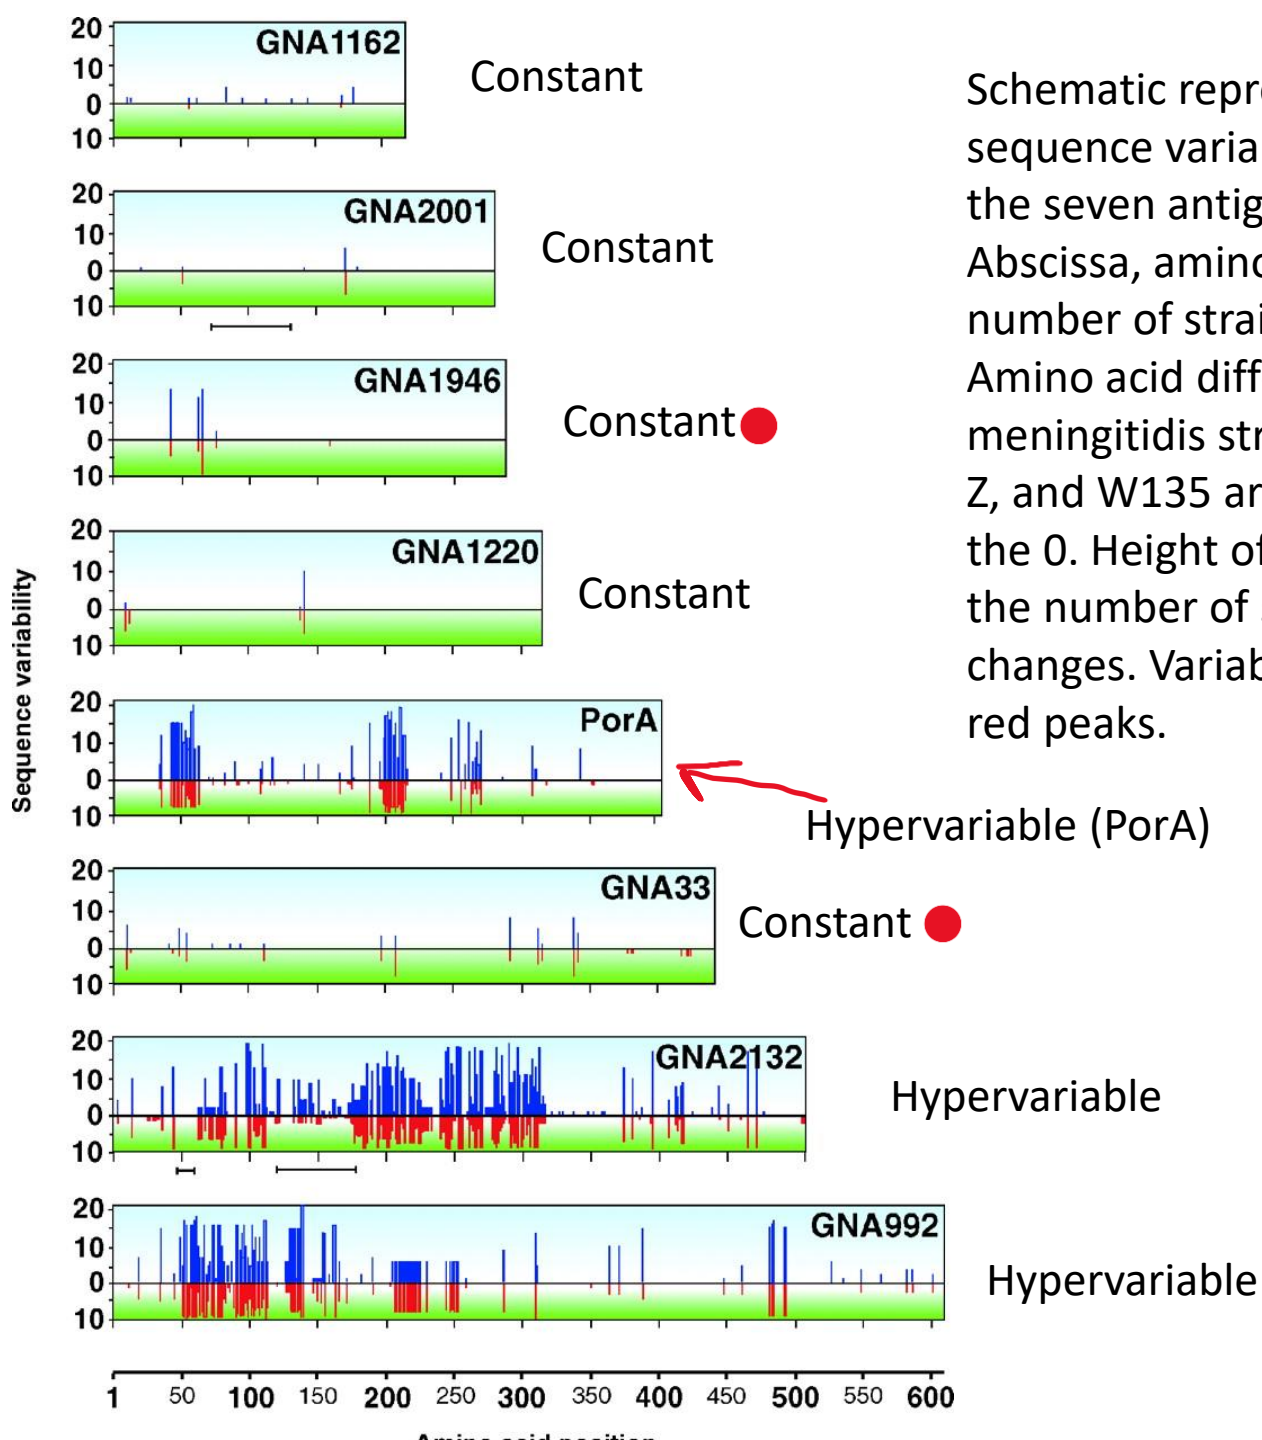 20
10
0
10
GNA1162
Constant
20
10
0
10
GNA2001
Constant
20
10
0
10
GNA1946
Constant
20
10
0
10
GNA1220
Constant
20
10
0
10
PorA
Hypervariable (PorA)
20
10
0
10
GNA33
Constant
20
10
0
10
GNA2132
Hypervariable
20
10
0
10
GNA992
Hypervariable
Sequence variability
1 50 100 150 200 250 300 350 400 450 500 550 600
Amino acid position
Schematic repr
sequence varia
the seven antig
Abscissa, amino
number of strai
Amino acid diff
meningitidis str
Z, and W135 ar
the 0. Height of
the number of
changes. Variab
red peaks.